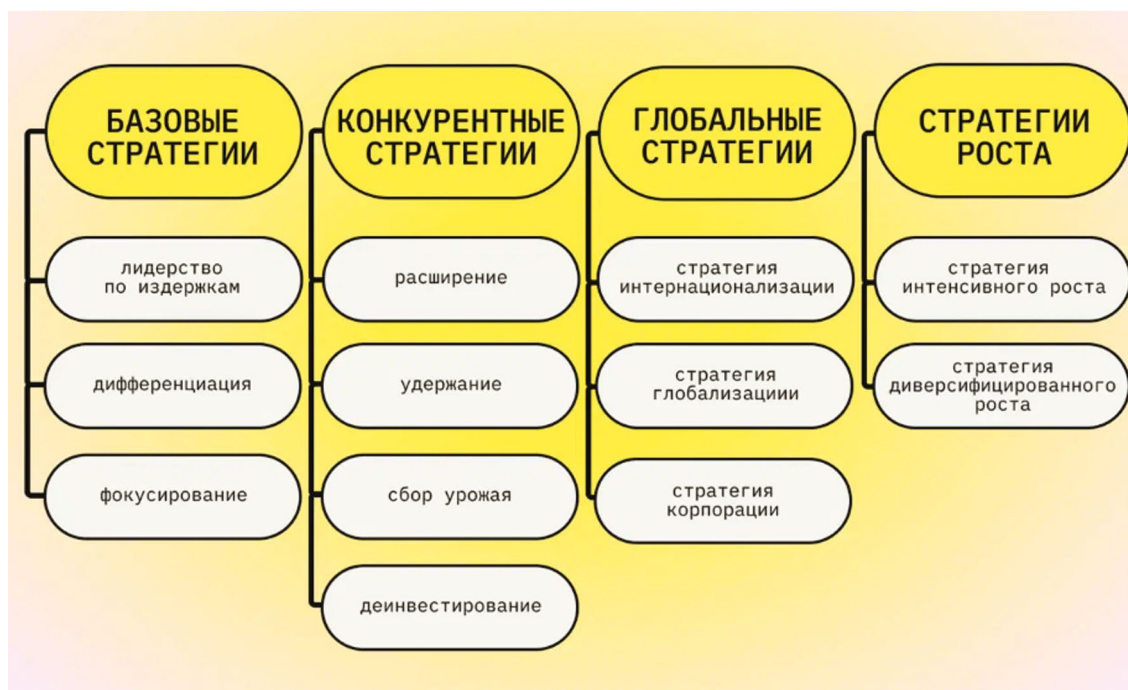 БАЗОВЫЕ
СТРАТЕГИИ
лидерство
по издержкам
дифференциация
фокусирование
КОНКУРЕНТНЫЕ
СТРАТЕГИИ
расширение
удержание
сбор урожая
деинвестирование
ГЛОБАЛЬНЫЕ
СТРАТЕГИИ
стратегия
интернационализации
стратегия
глобализациии
стратегия
корпорации
СТРАТЕГИИ
РОСТА
стратегия
интенсивного роста
стратегия
диверсифицированного
роста